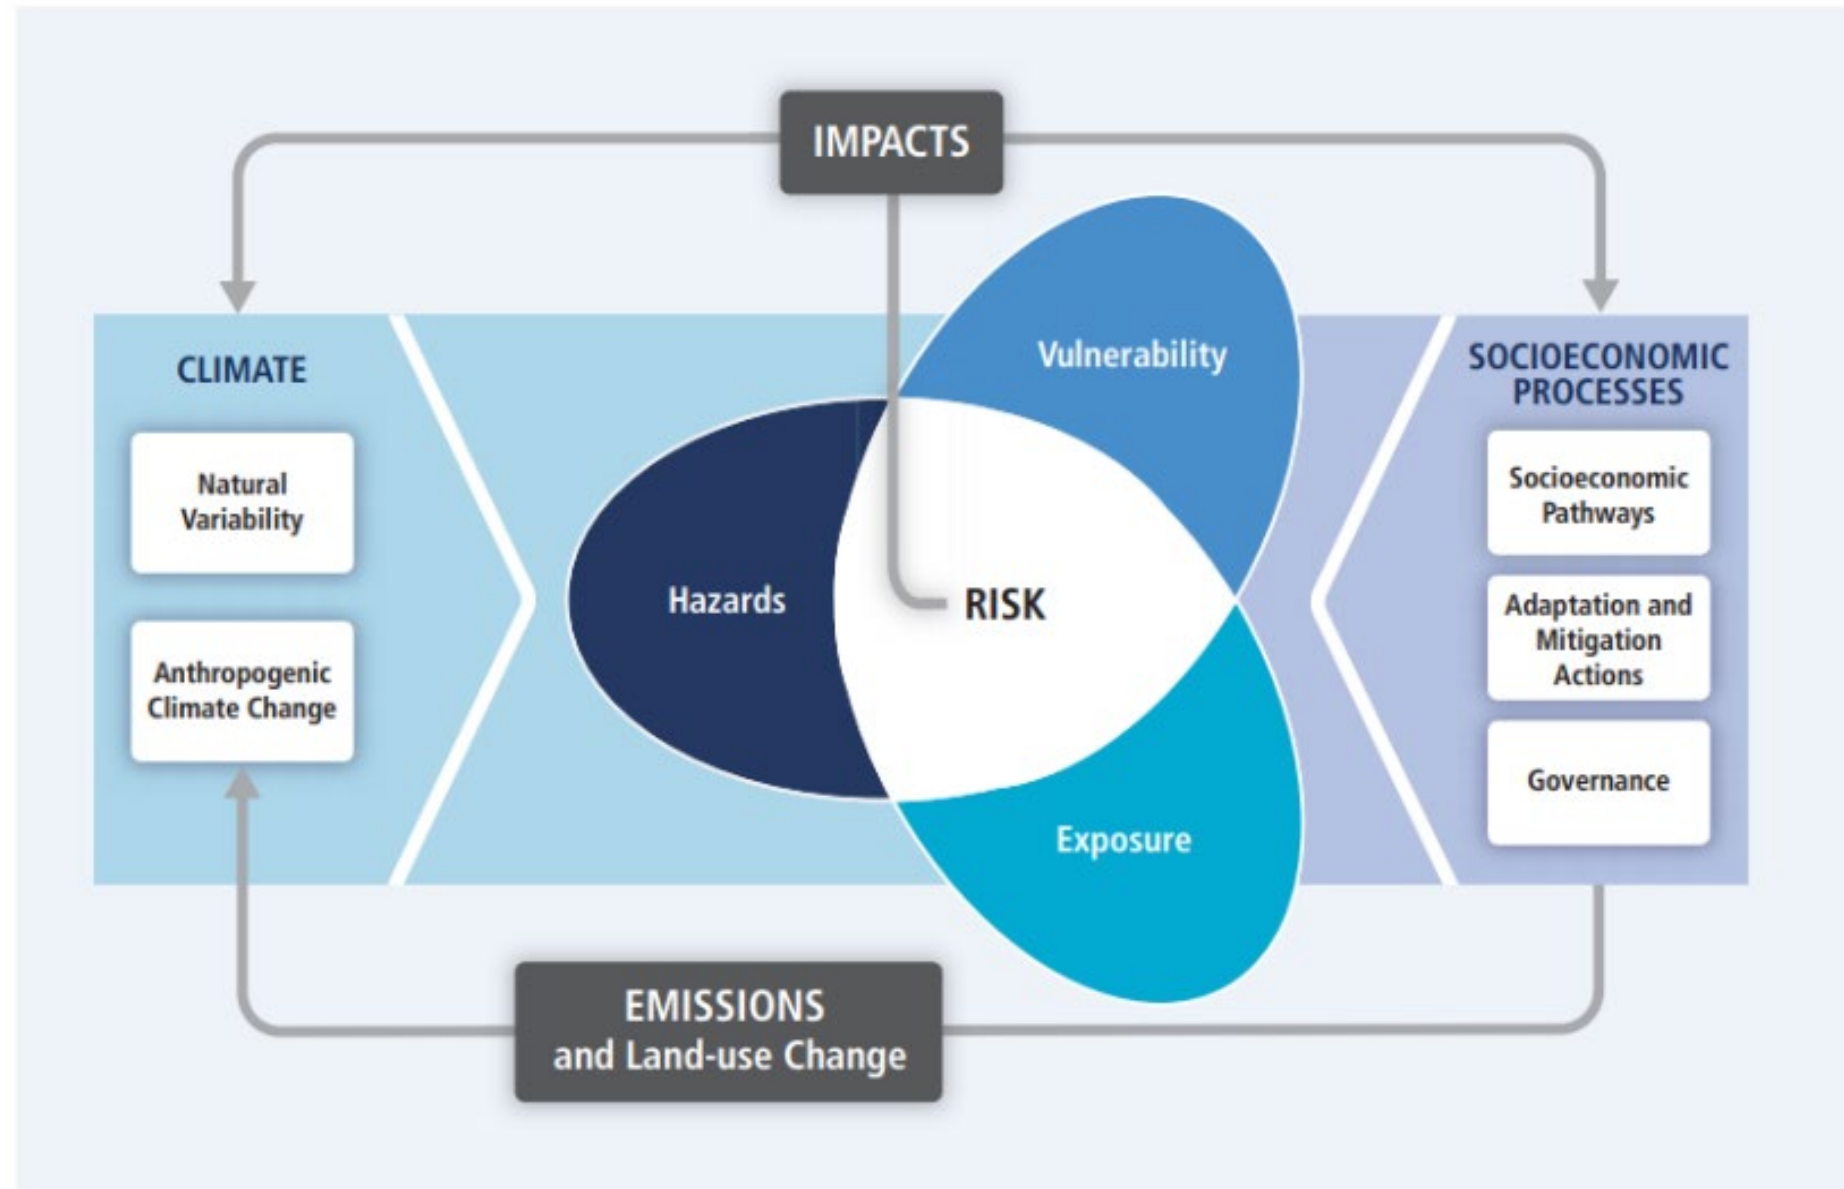 IMPACTS
CLIMATE
Natural
Variability
Anthropogenic
Climate Change
Vulnerability
Hazards
RISK
Exposure
SOCIOECONOMIC
PROCESSES
Socioeconomic
Pathways
Adaptation and
Mitigation
Actions
Governance
EMISSIONS
and Land-use Change